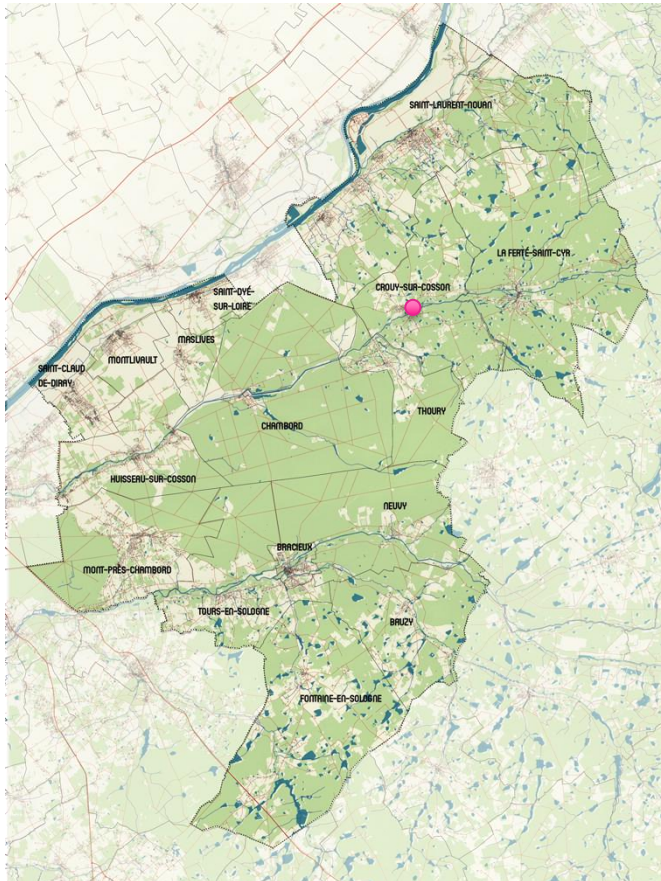 SAINT-LAURENT-NOUAN
LA FERTÉ-SAINT-CYR
CROUY-SUR-COSSON
SAINT-DYÉ-
SUR-LOIRE
MASLIVES
MONTLIVAULT
SAINT-CLAUD
DE-DIRAY
THOURY
CHAMBORD
HUISSEAU-SUR-COSSON
NEUVY
BRACIEUX
MONT-PRÈS-CHAMBORD
TOURS-EN-SOLOGNE
BAUZY
FONTAINE-EN-SOLOGNE